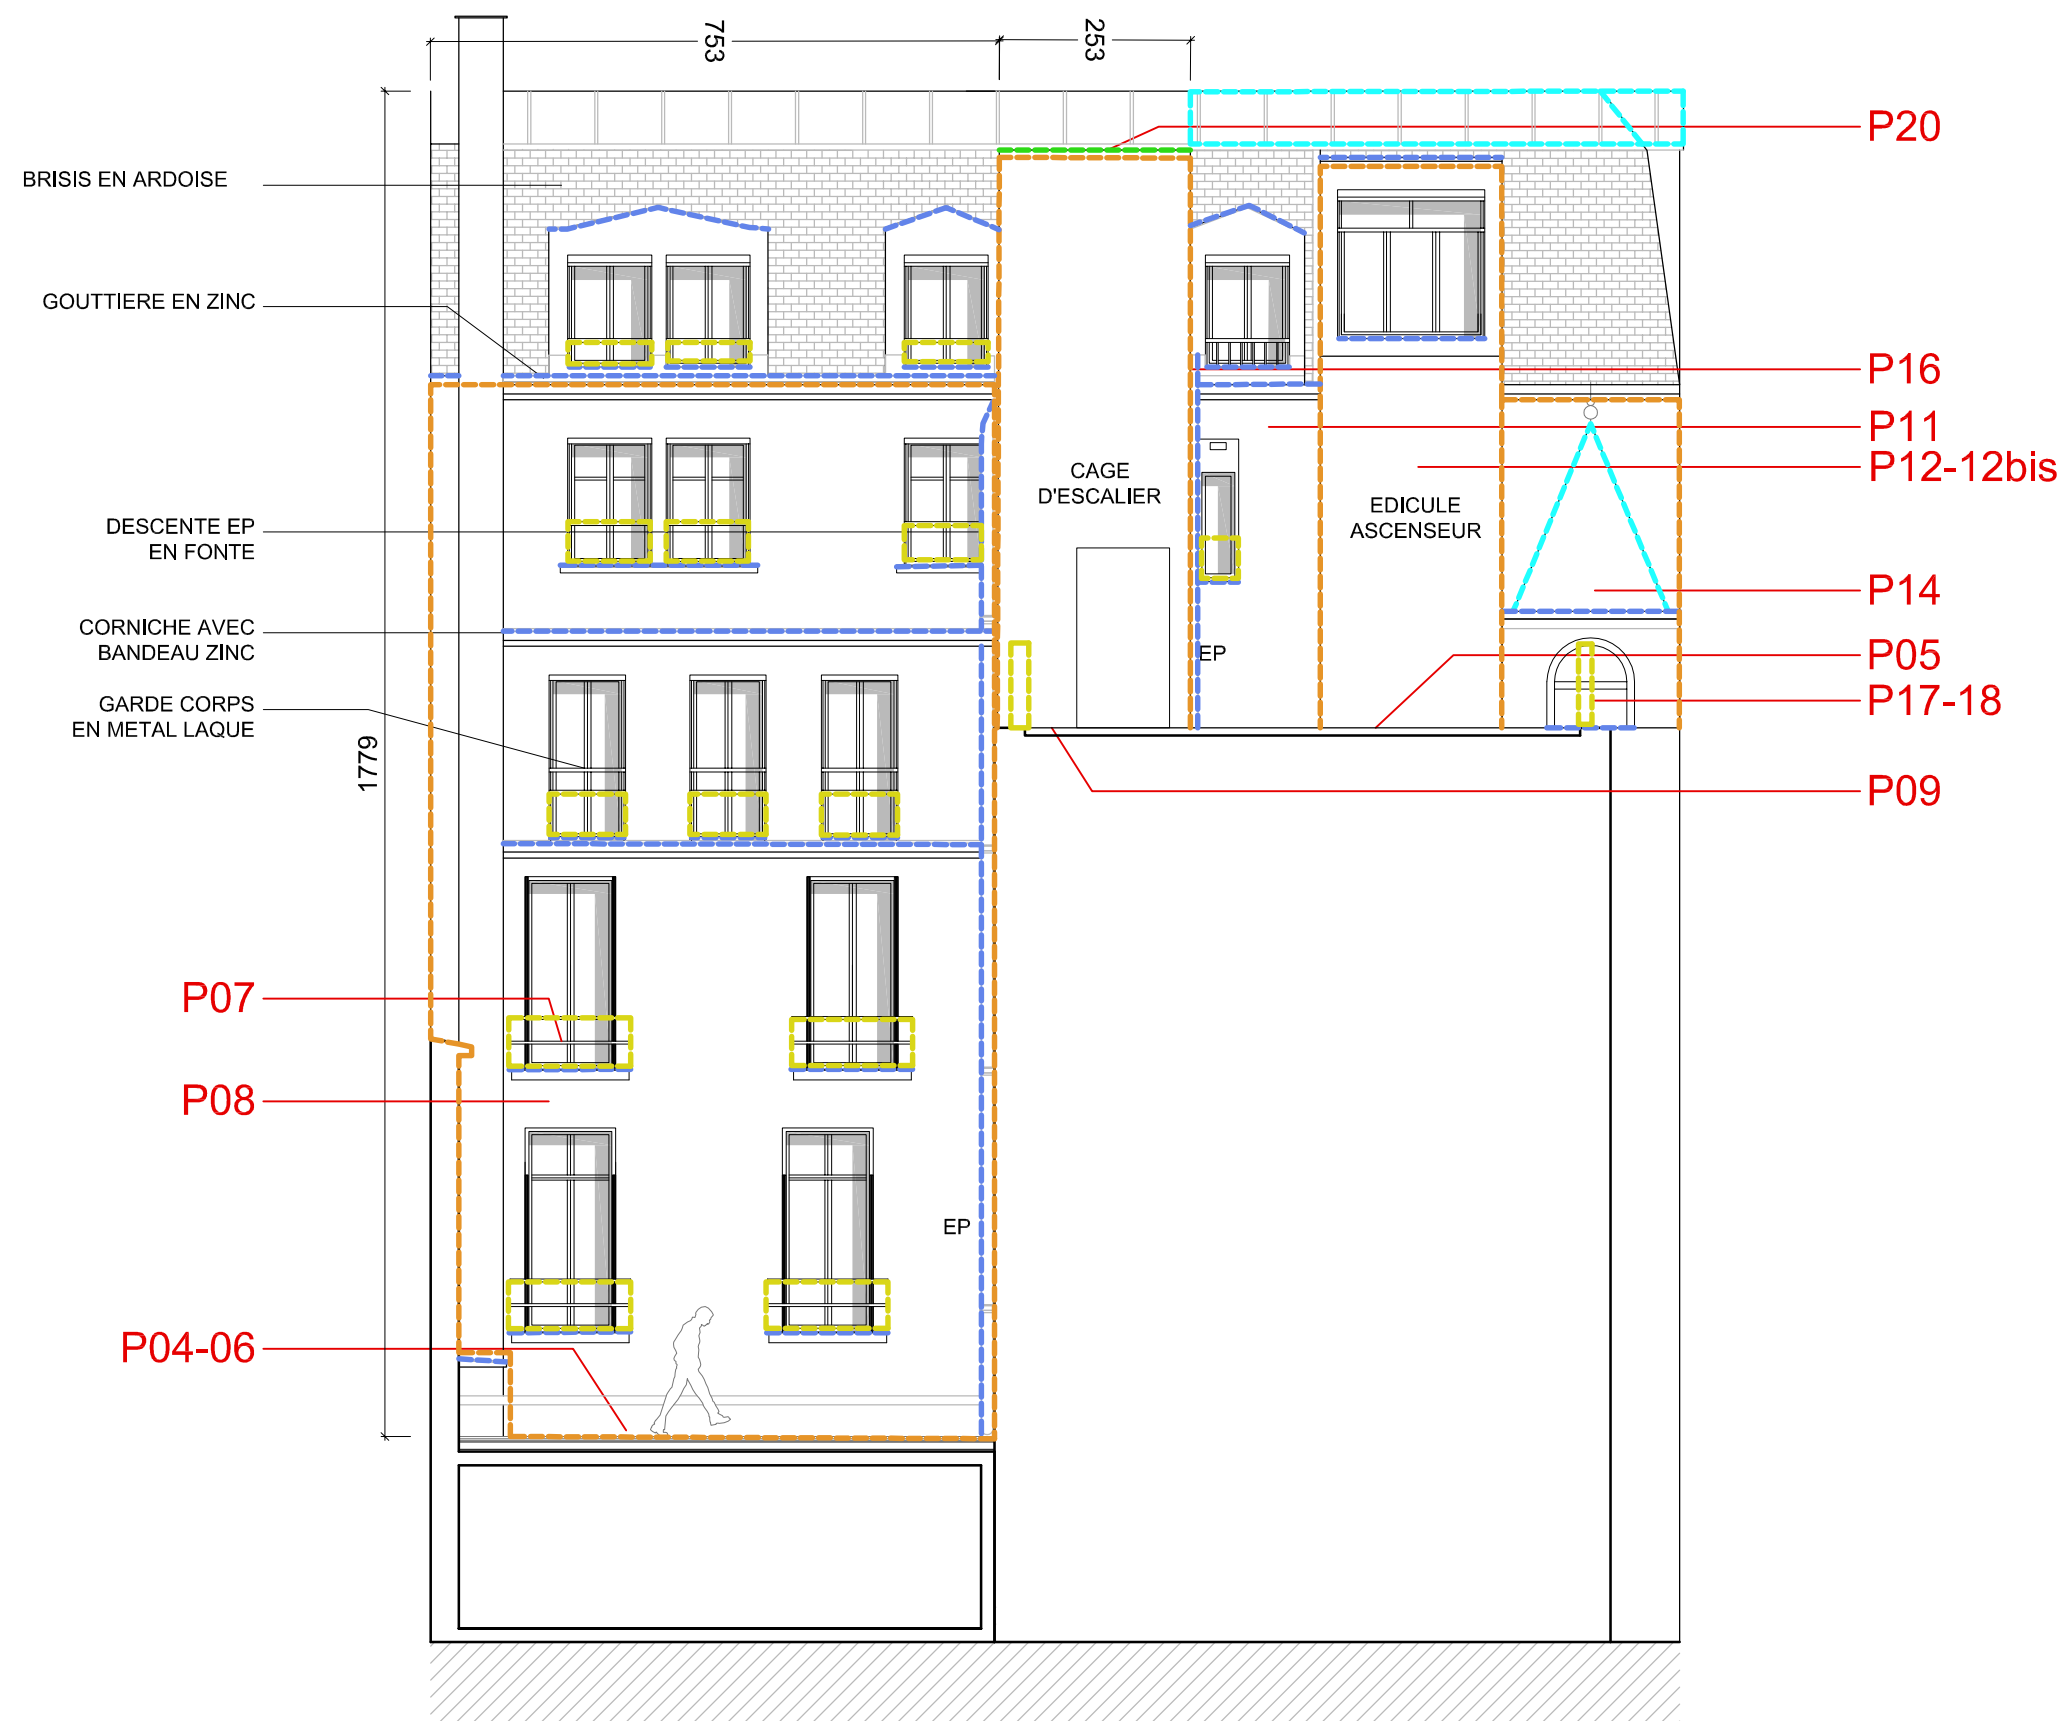 753
253
P20
BRISIS EN ARDOISE
GOUTTIERE EN ZINC
P16
P11
P12-12bis
CAGE
D'ESCALIER
EDICULE
ASCENSEUR
DESCENTE EP
EN FONTE
P14
CORNICHE AVEC
BANDEAU ZINC
EP
P05
P17-18
GARDE CORPS
EN METAL LAQUE
1779
P09
P07
P08
EP
P04-06